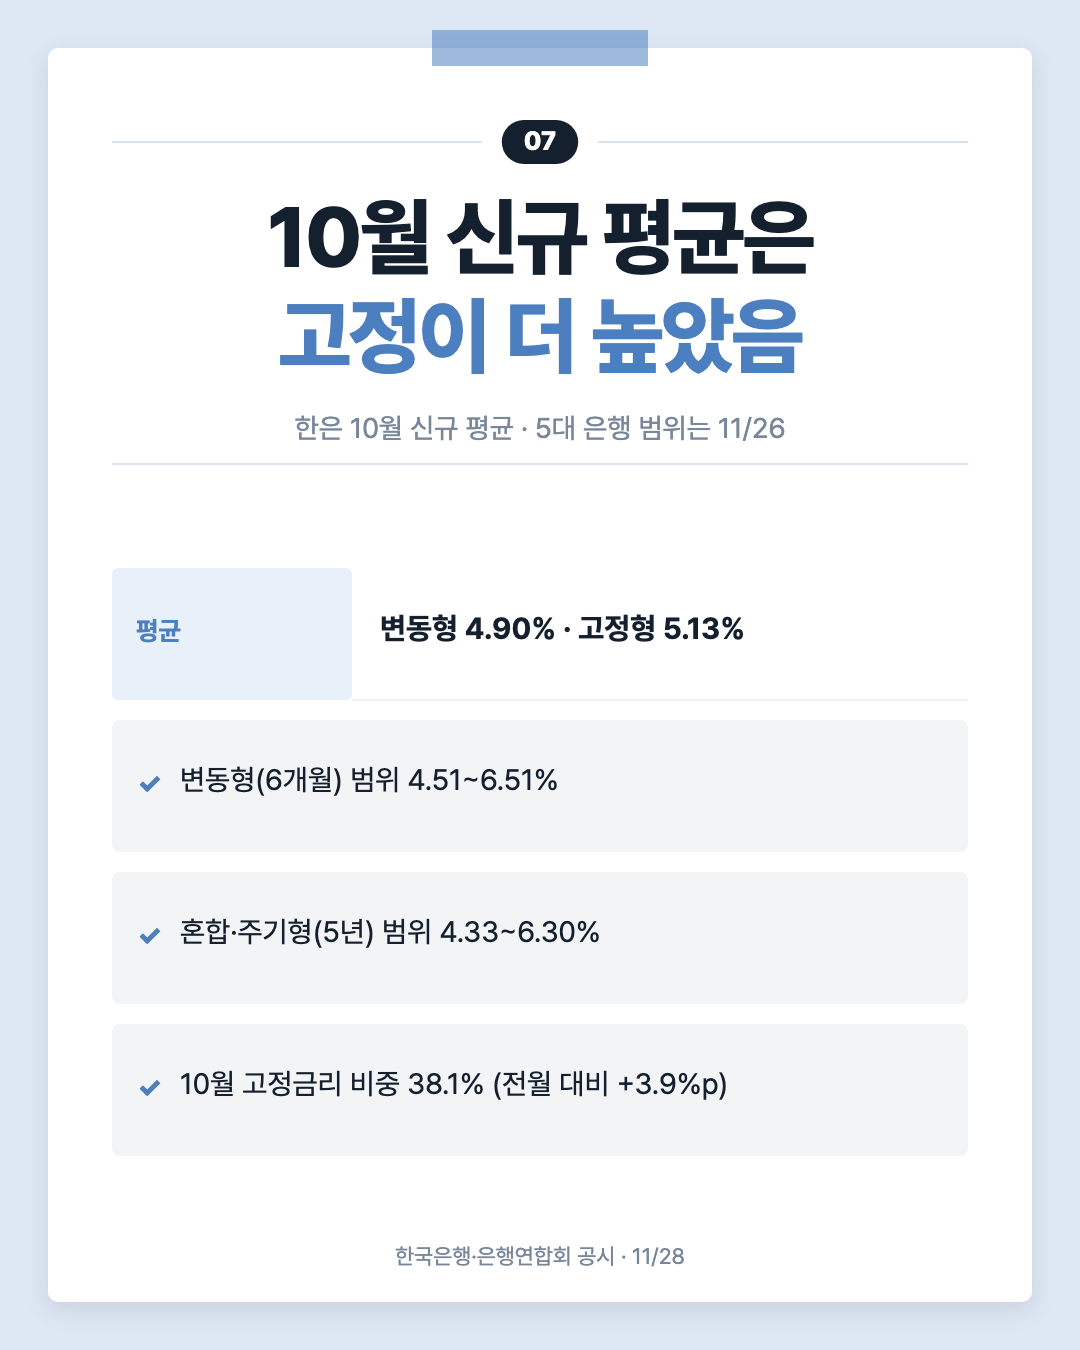 07
10월 신규 평균은
고정이 더 높았음
한은 10월 신규 평균 · 5대 은행 범위는 11/26
평균
변동형 4.90% · 고정형 5.13%
변동형(6개월) 범위 4.51~6.51%
혼합·주기형(5년) 범위 4.33~6.30%
10월 고정금리 비중 38.1% (전월 대비 +3.9%p)
한국은행·은행연합회 공시 · 11/28